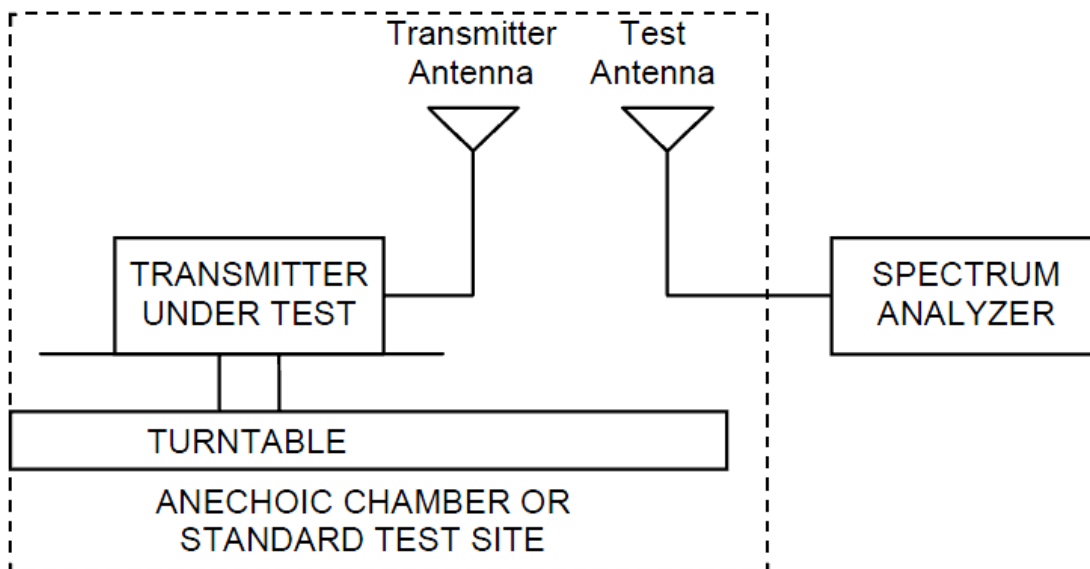 Transmitter
Antenna
Test
Antenna
TRANSMITTER
UNDER TEST
SPECTRUM
ANALYZER
TURNTABLE
ANECHOIC CHAMBER OR
STANDARD TEST SITE